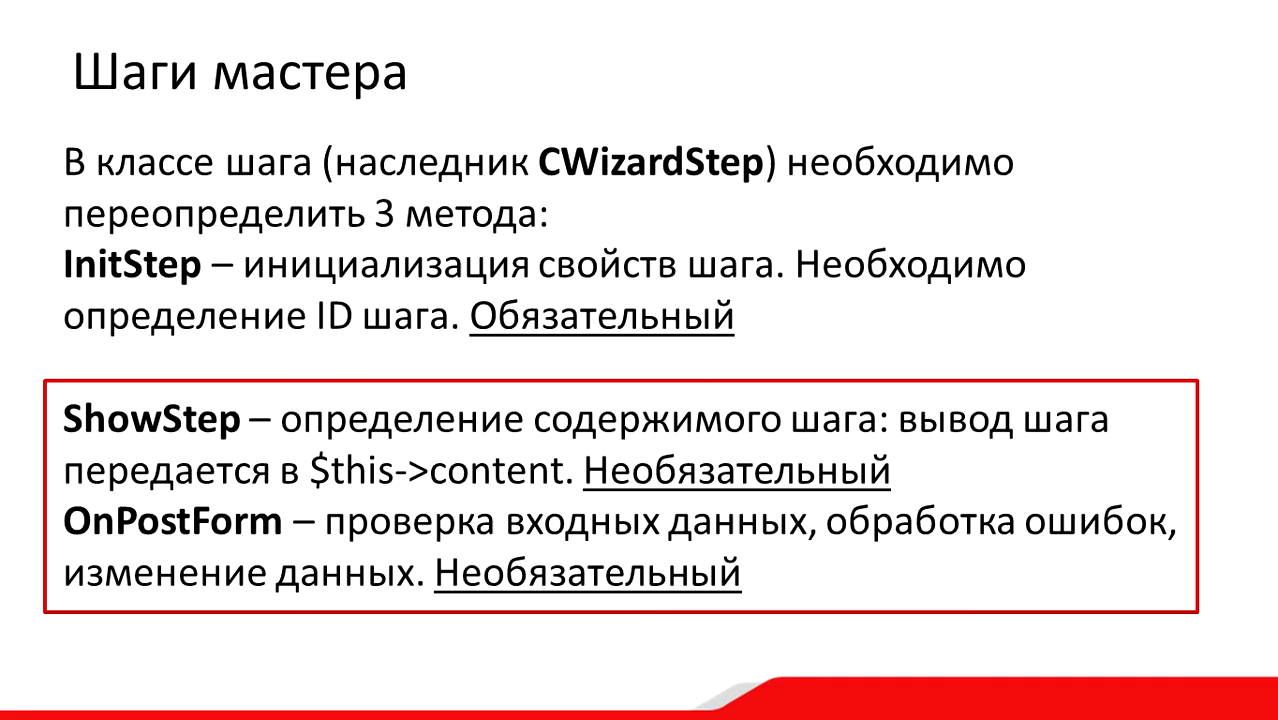 Шаги мастера
В классе шага (наследник CWizardStep) необходимо
переопределить 3 метода:
InitStep – инициализация свойств шага. Необходимо
определение ID шага. Обязательный
ShowStep – определение содержимого шага: вывод шага
передается в $this->content. Необязательный
OnPostForm – проверка входных данных, обработка ошибок,
изменение данных. Необязательный